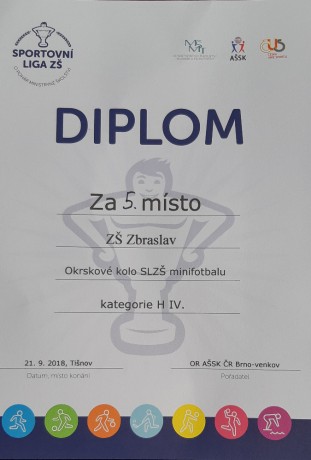 SPORTOVNÍ
LIGA ZŠ
AŠSK
DIPLOM
Za 5. místo
ZŠ Zbraslav
Okrskové kolo SLZŠ minifotbalu
kategorie H IV.
21. 9. 2018, Tišnov
OR AŠSK ČR Brno-venkov
Datum, místo konání
Pořadatel